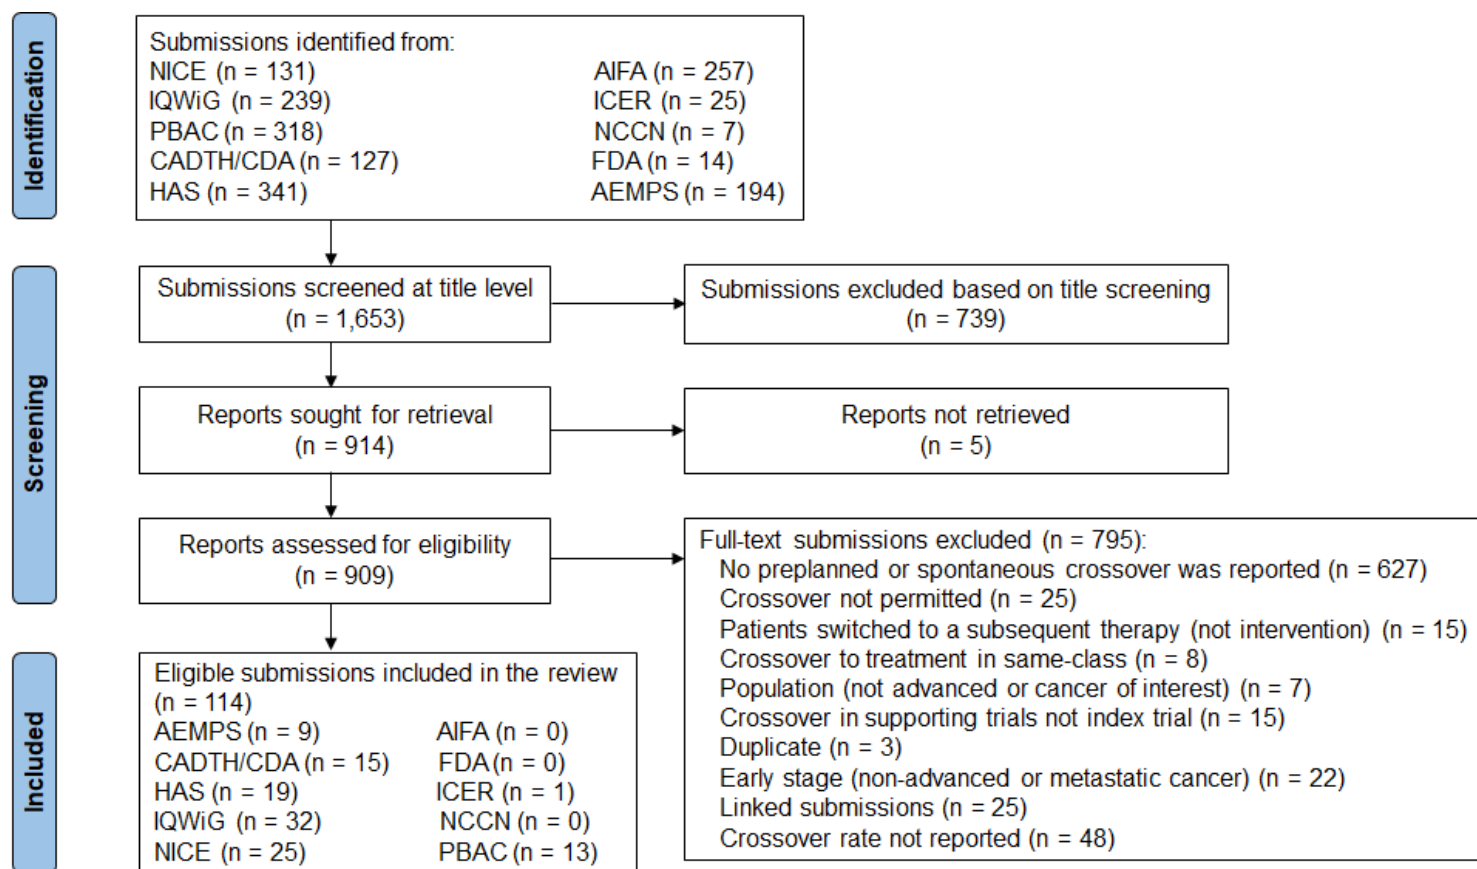 Identification
Submissions identified from:
NICE (n = 131) AIFA (n = 257)
IQWiG (n = 239) ICER (n = 25)
PBAC (n = 318) NCCN (n = 7)
CADTH/CDA (n = 127) FDA (n = 14)
HAS (n = 341) AEMPS (n = 194)
Screening
Submissions screened at title level
(n = 1,653)
Submissions excluded based on title screening
(n = 739)
Reports sought for retrieval
(n = 914)
Reports not retrieved
(n = 5)
Reports assessed for eligibility
(n = 909)
Full-text submissions excluded (n = 795):
No preplanned or spontaneous crossover was reported (n = 627)
Crossover not permitted (n = 25)
Patients switched to a subsequent therapy (not intervention) (n = 15)
Crossover to treatment in same-class (n = 8)
Population (not advanced or cancer of interest) (n = 7)
Crossover in supporting trials not index trial (n = 15)
Duplicate (n = 3)
Early stage (non-advanced or metastatic cancer) (n = 22)
Linked submissions (n = 25)
Crossover rate not reported (n = 48)
Included
Eligible submissions included in the review
(n = 114)
AEMPS (n = 9) AIFA (n = 0)
CADTH/CDA (n = 15) FDA (n = 0)
HAS (n = 19) ICER (n = 1)
IQWiG (n = 32) NCCN (n = 0)
NICE (n = 25) PBAC (n = 13)